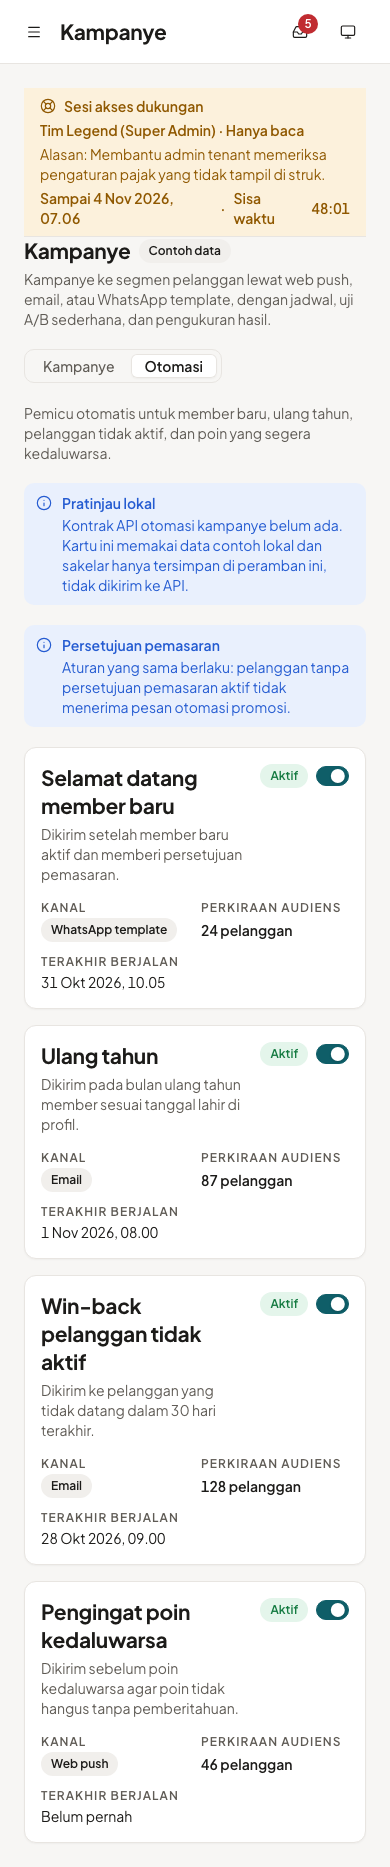 Kampanye
5
Sesi akses dukungan
Tim Legend (Super Admin) · Hanya baca
Alasan: Membantu admin tenant memeriksa
pengaturan pajak yang tidak tampil di struk.
Sampai 4 Nov 2026, 07.06 · Sisa waktu 48:01
Kampanye Contoh data
Kampanye ke segmen pelanggan lewat web push,
email, atau WhatsApp template, dengan jadwal, uji
A/B sederhana, dan pengukuran hasil.
Kampanye Otomasi
Pemicu otomatis untuk member baru, ulang tahun,
pelanggan tidak aktif, dan poin yang segera
kedaluwarsa.
Pratinjau lokal
Kontrak API otomasi kampanye belum ada.
Kartu ini memakai data contoh lokal dan
sakelar hanya tersimpan di peramban ini,
tidak dikirim ke API.
Persetujuan pemasaran
Aturan yang sama berlaku: pelanggan tanpa
persetujuan pemasaran aktif tidak
menerima pesan otomasi promosi.
Selamat datang
member baru
Aktif
Dikirim setelah member baru
aktif dan memberi persetujuan
pemasaran.
KANAL
WhatsApp template
PERKIRAAN AUDIENS
24 pelanggan
TERAKHIR BERJALAN
31 Okt 2026, 10.05
Ulang tahun
Aktif
Dikirim pada bulan ulang tahun
member sesuai tanggal lahir di
profil.
KANAL
Email
PERKIRAAN AUDIENS
87 pelanggan
TERAKHIR BERJALAN
1 Nov 2026, 08.00
Win-back
pelanggan tidak
aktif
Aktif
Dikirim ke pelanggan yang
tidak datang dalam 30 hari
terakhir.
KANAL
Email
PERKIRAAN AUDIENS
128 pelanggan
TERAKHIR BERJALAN
28 Okt 2026, 09.00
Pengingat poin
kedaluwarsa
Aktif
Dikirim sebelum poin
kedaluwarsa agar poin tidak
hangus tanpa pemberitahuan.
KANAL
Web push
PERKIRAAN AUDIENS
46 pelanggan
TERAKHIR BERJALAN
Belum pernah